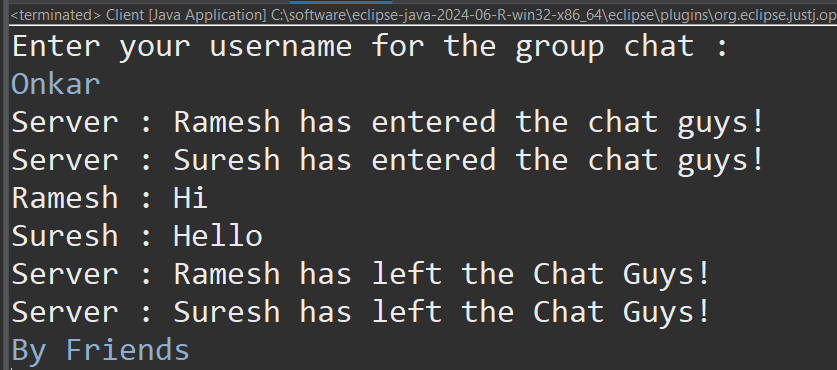 <terminated> Client [Java Application] C:\software\eclipse-java-2024-06-R-win32-x86_64\eclipse\plugins\org.eclipse.justj.op
Enter your username for the group chat :
Onkar
Server : Ramesh has entered the chat guys!
Server : Suresh has entered the chat guys!
Ramesh : Hi
Suresh : Hello
Server : Ramesh has left the Chat Guys!
Server : Suresh has left the Chat Guys!
By Friends